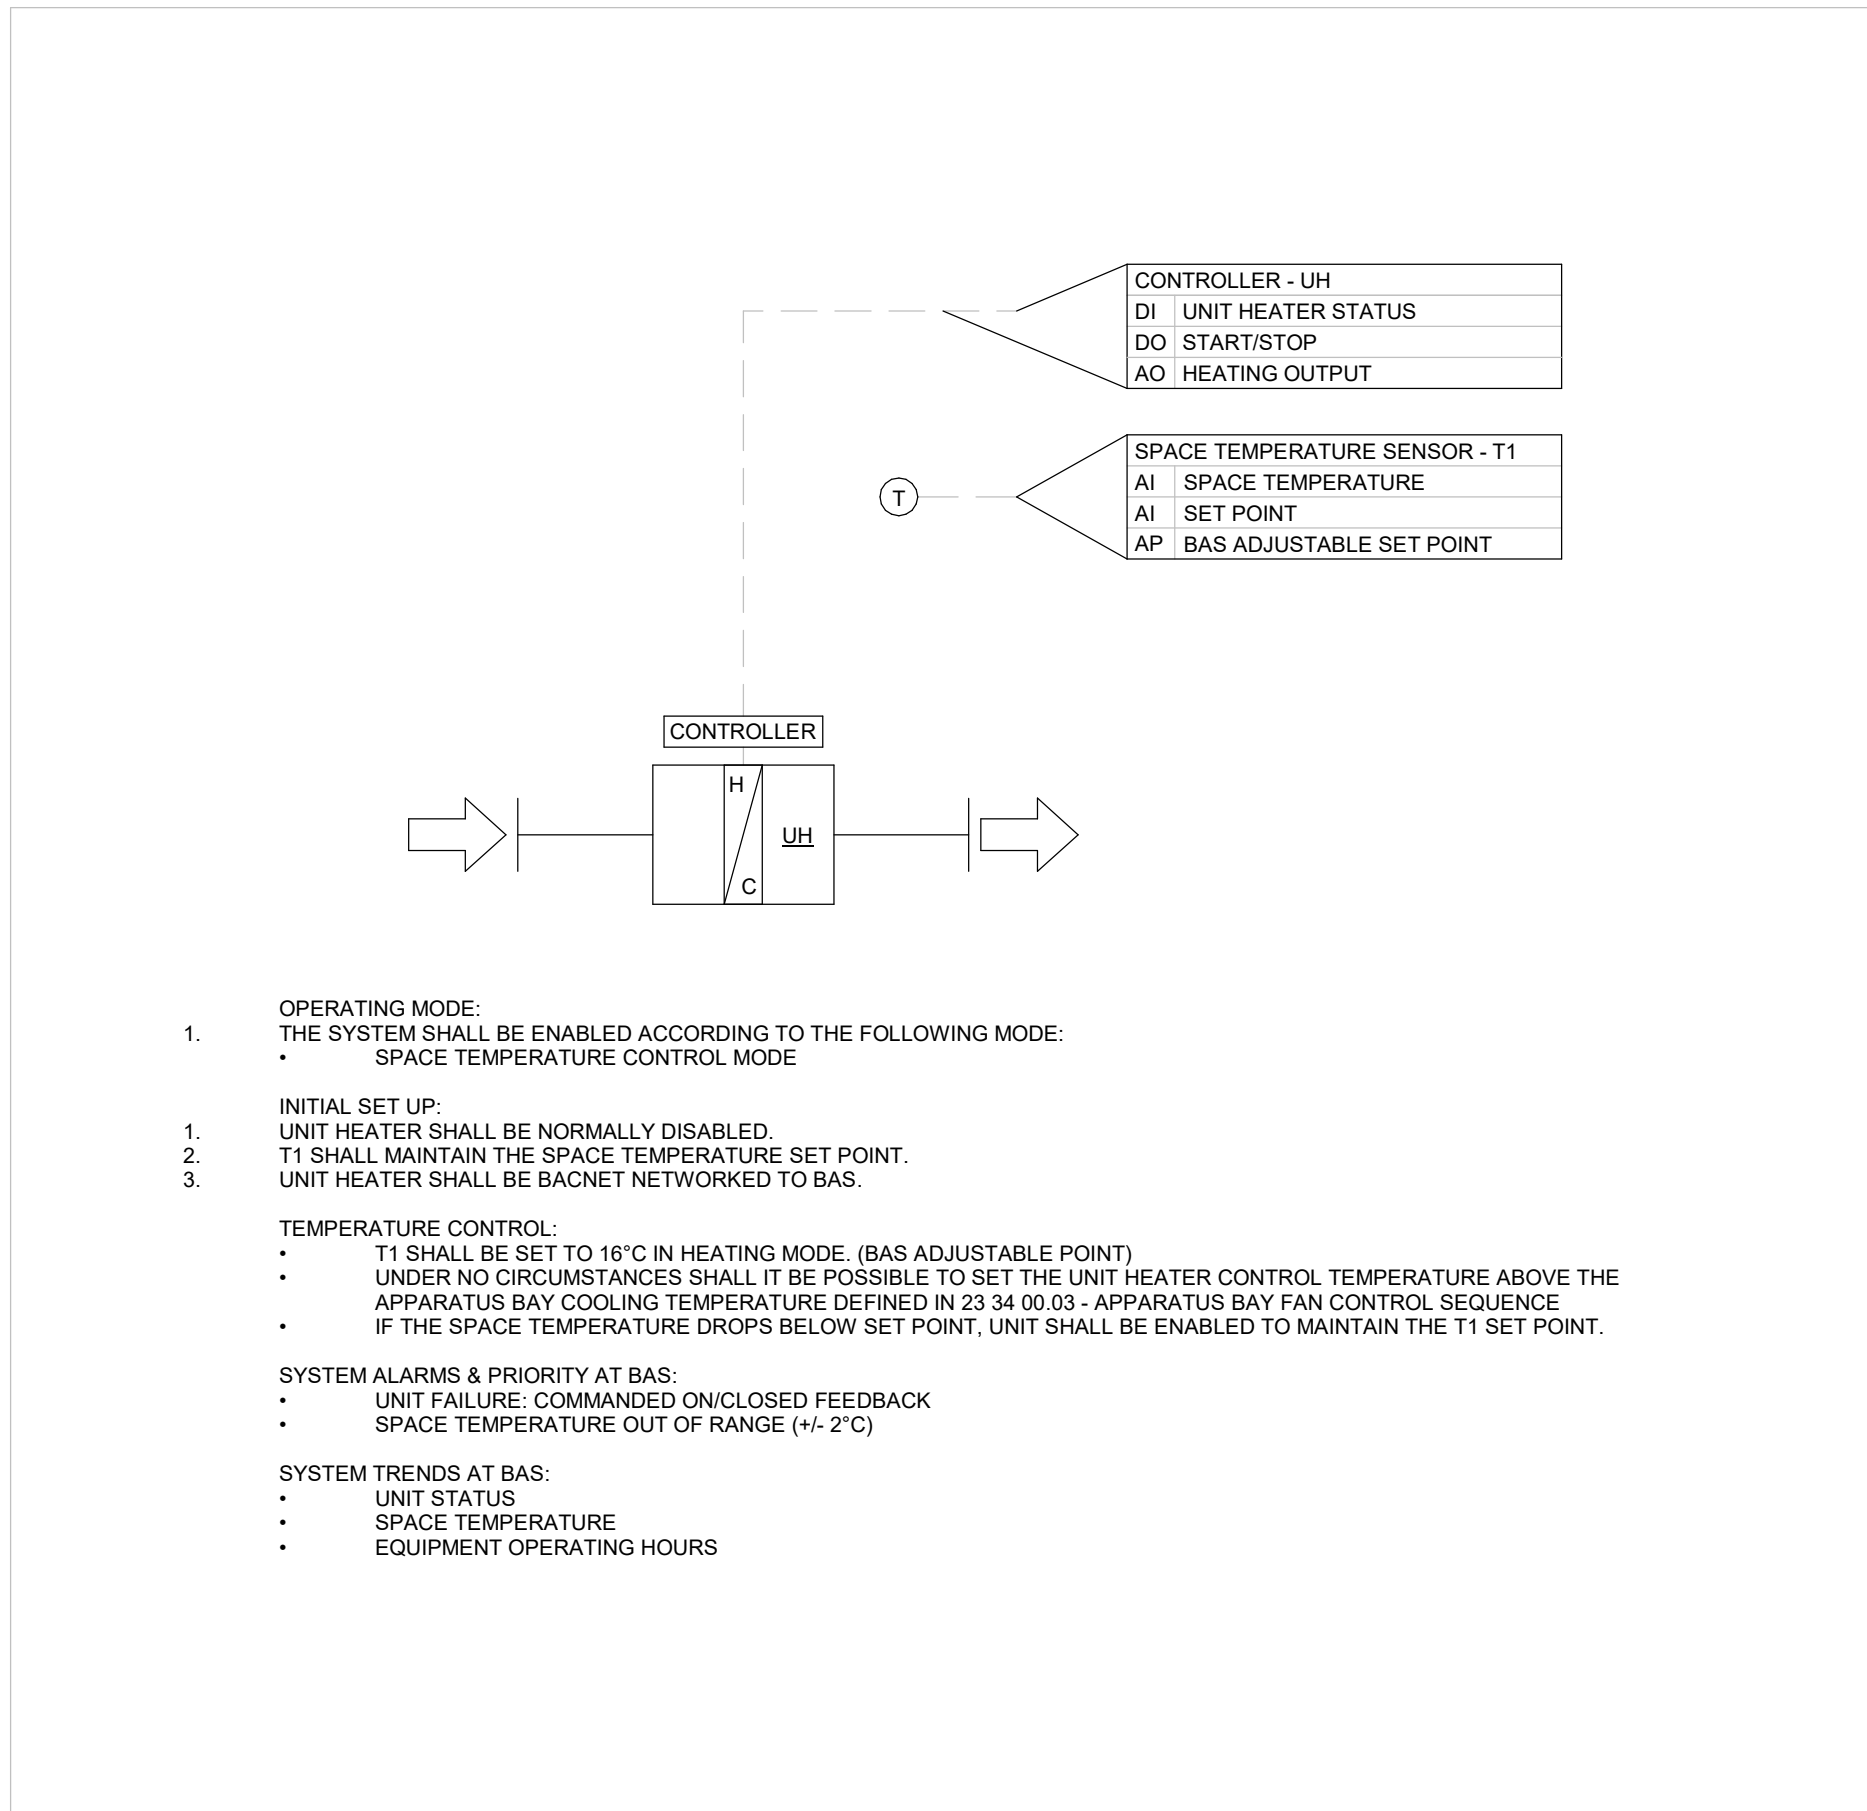 CONTROLLER - UH
DI UNIT HEATER STATUS
DO START/STOP
AO HEATING OUTPUT
SPACE TEMPERATURE SENSOR - T1
AI SPACE TEMPERATURE
AI SET POINT
AP BAS ADJUSTABLE SET POINT
T
CONTROLLER
H
UH
C
OPERATING MODE:
1. THE SYSTEM SHALL BE ENABLED ACCORDING TO THE FOLLOWING MODE:
• SPACE TEMPERATURE CONTROL MODE
INITIAL SET UP:
1. UNIT HEATER SHALL BE NORMALLY DISABLED.
2. T1 SHALL MAINTAIN THE SPACE TEMPERATURE SET POINT.
3. UNIT HEATER SHALL BE BACNET NETWORKED TO BAS.
TEMPERATURE CONTROL:
• T1 SHALL BE SET TO 16°C IN HEATING MODE. (BAS ADJUSTABLE POINT)
• UNDER NO CIRCUMSTANCES SHALL IT BE POSSIBLE TO SET THE UNIT HEATER CONTROL TEMPERATURE ABOVE THE
APPARATUS BAY COOLING TEMPERATURE DEFINED IN 23 34 00.03 - APPARATUS BAY FAN CONTROL SEQUENCE
• IF THE SPACE TEMPERATURE DROPS BELOW SET POINT, UNIT SHALL BE ENABLED TO MAINTAIN THE T1 SET POINT.
SYSTEM ALARMS & PRIORITY AT BAS:
• UNIT FAILURE: COMMANDED ON/CLOSED FEEDBACK
• SPACE TEMPERATURE OUT OF RANGE (+/- 2°C)
SYSTEM TRENDS AT BAS:
• UNIT STATUS
• SPACE TEMPERATURE
• EQUIPMENT OPERATING HOURS